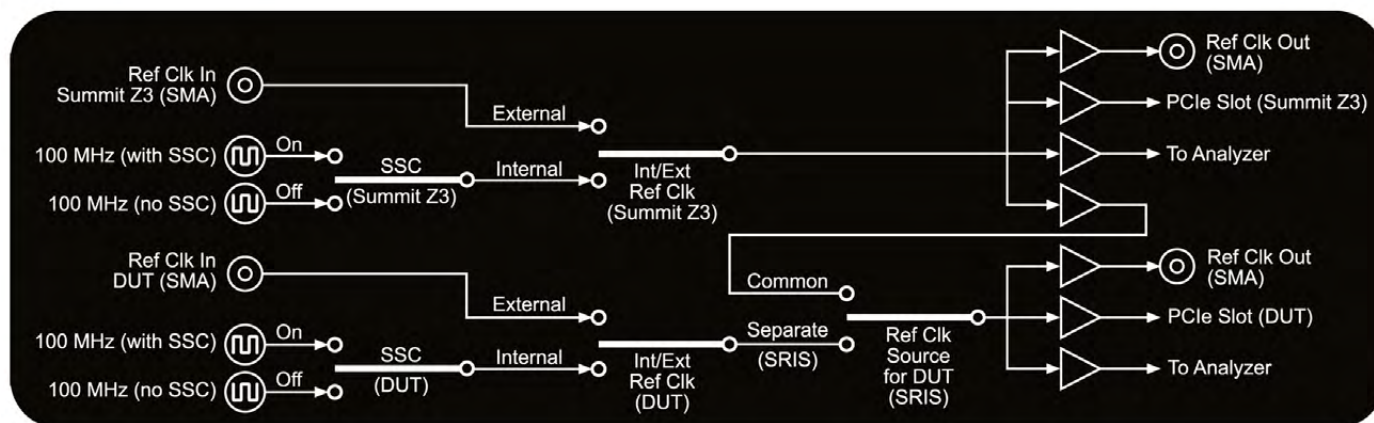 Ref Clk In
Summit Z3 (SMA)
External
100 MHz (with SSC)
On
SSC
(Summit Z3)
Internal
100 MHz (no SSC)
Off
Int/Ext
Ref Clk
(Summit Z3)
Ref Clk Out
(SMA)
PCIe Slot (Summit Z3)
To Analyzer
Ref Clk In
DUT (SMA)
External
100 MHz (with SSC)
On
SSC
(DUT)
Internal
100 MHz (no SSC)
Off
Int/Ext
Ref Clk
(DUT)
Common
Separate
(SRIS)
Ref Clk
Source
for DUT
(SRIS)
Ref Clk Out
(SMA)
PCIe Slot (DUT)
To Analyzer